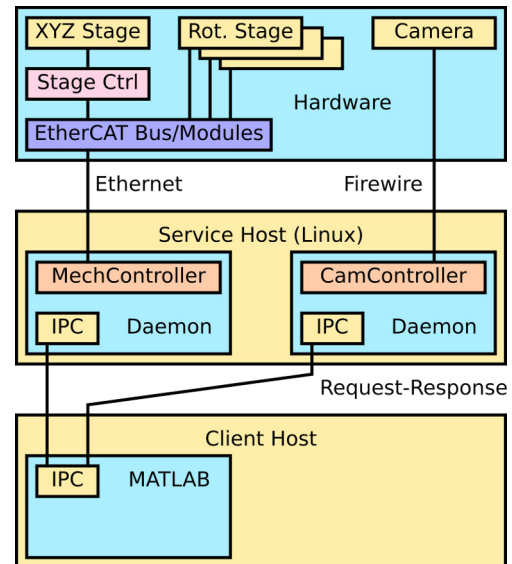 XYZ Stage
Rot. Stage
Camera
Stage Ctrl
Hardware
EtherCAT Bus/Modules
Ethernet
Firewire
Service Host (Linux)
MechController
CamController
IPC
Daemon
IPC
Daemon
Request-Response
Client Host
IPC
MATLAB